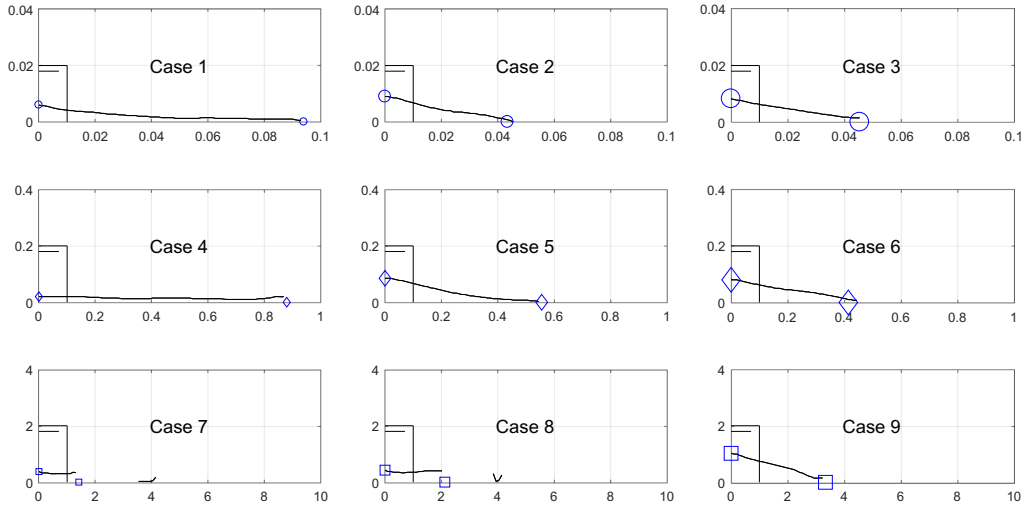 0.04 0.04 0.04
0.02 Case 1 0.02 Case 2 0.02 Case 3
0 0 0
0 0.02 0.04 0.06 0.08 0.1 0 0.02 0.04 0.06 0.08 0.1 0 0.02 0.04 0.06 0.08 0.1
0.4 0.4 0.4
0.2 Case 4 0.2 Case 5 0.2 Case 6
0 0 0
0 0.2 0.4 0.6 0.8 1 0 0.2 0.4 0.6 0.8 1 0 0.2 0.4 0.6 0.8 1
4 4 4
2 Case 7 2 Case 8 2 Case 9
0 0 0
0 2 4 6 8 10 0 2 4 6 8 10 0 2 4 6 8 10